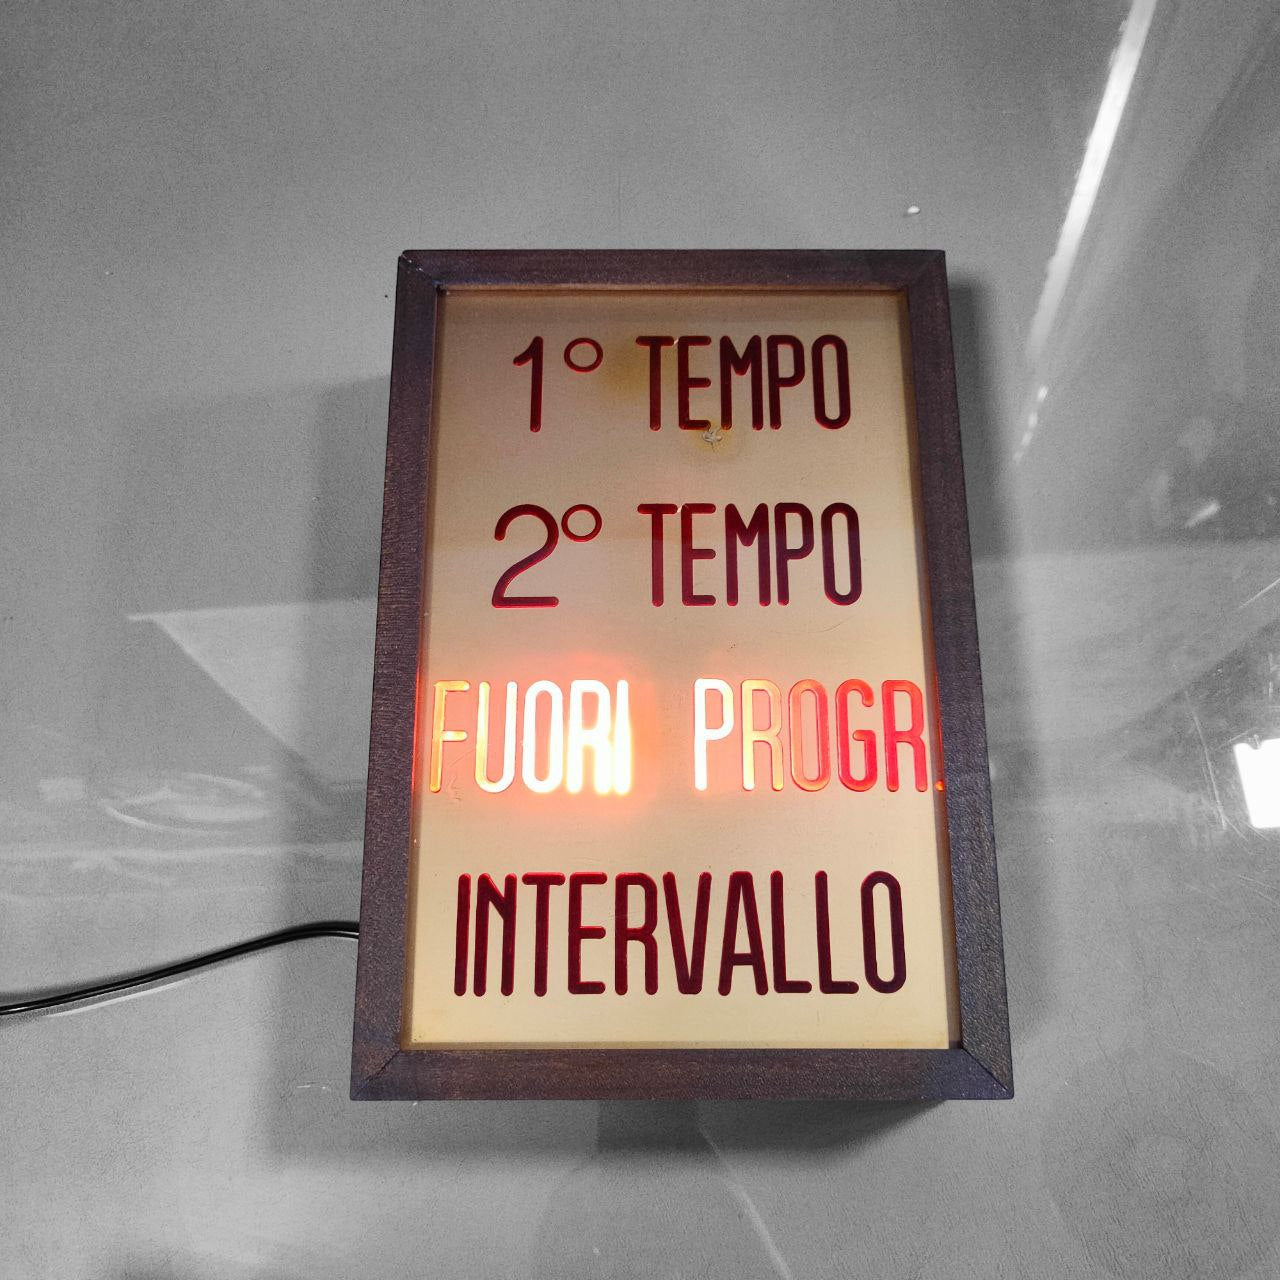 1° TEMPO
2° TEMPO
FUORI PROGR.
INTERVALLO